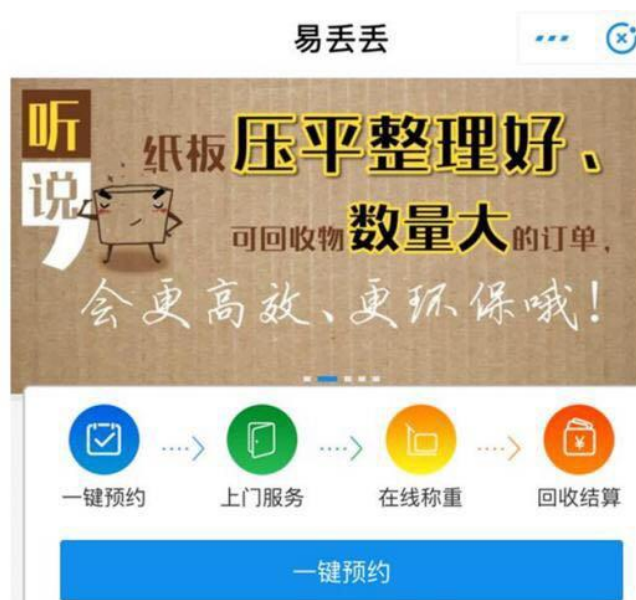 易丢丢
听说,
纸板压平整理好、
可回收物数量大的订单,
会更高效、更环保哦!
一键预约
上门服务
在线称重
回收结算
一键预约